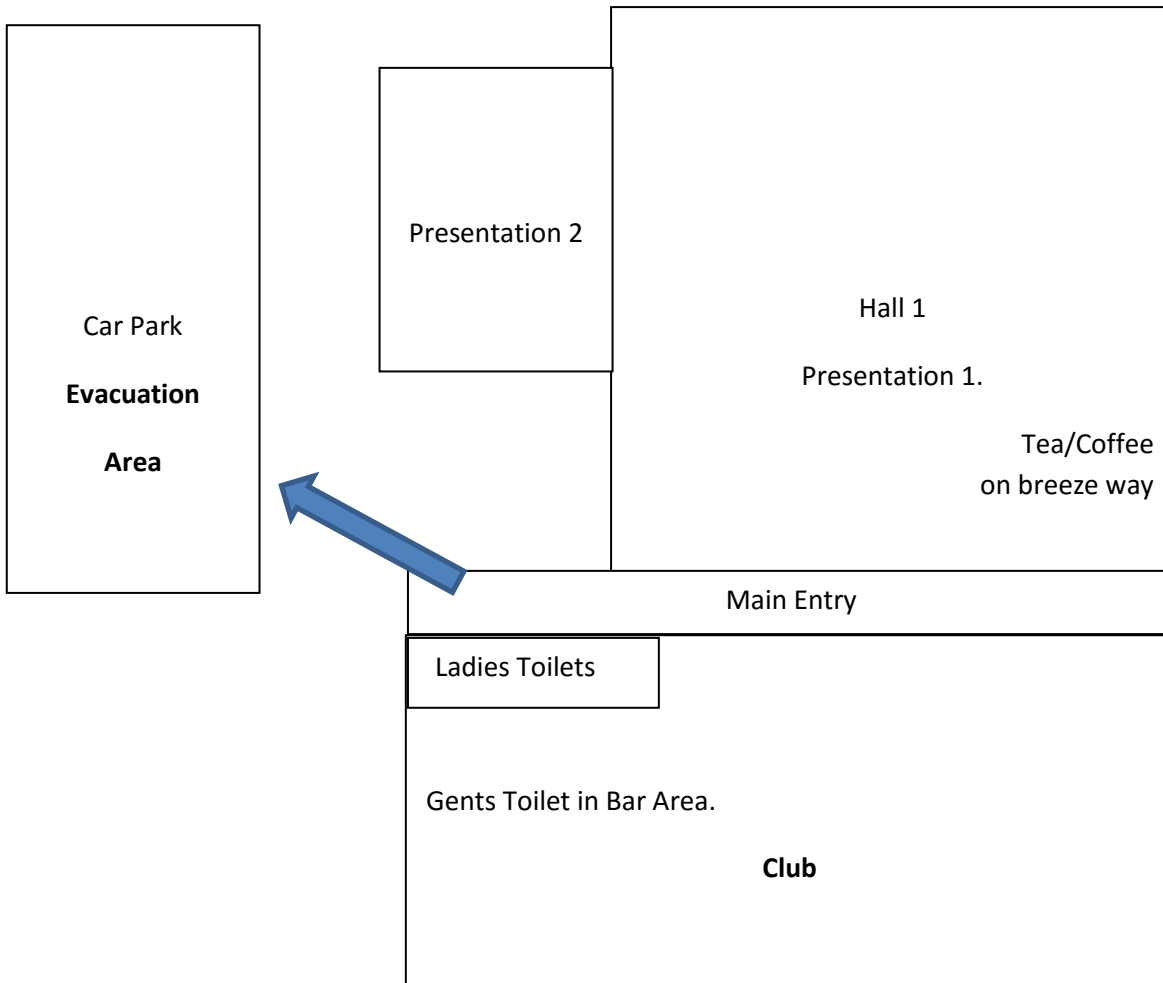 Car Park
Evacuation
Area
Presentation 2
Hall 1
Presentation 1.
Tea/Coffee
on breeze way
Main Entry
Ladies Toilets
Gents Toilet in Bar Area.
Club